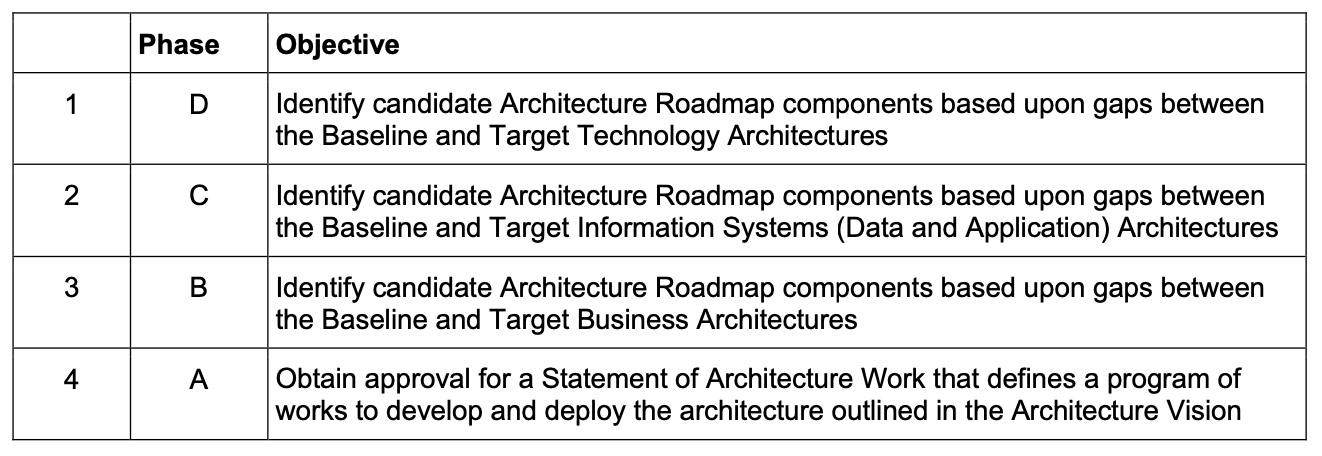 Phase Objective
1 D Identify candidate Architecture Roadmap components based upon gaps between
the Baseline and Target Technology Architectures
2 C Identify candidate Architecture Roadmap components based upon gaps between
the Baseline and Target Information Systems (Data and Application) Architectures
3 B Identify candidate Architecture Roadmap components based upon gaps between
the Baseline and Target Business Architectures
4 A Obtain approval for a Statement of Architecture Work that defines a program of
works to develop and deploy the architecture outlined in the Architecture Vision